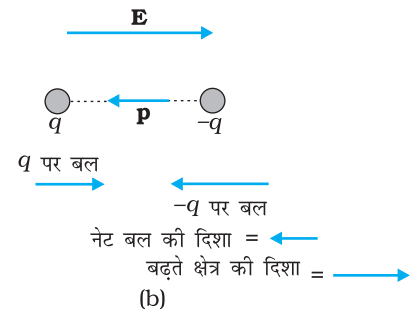 E
q
p
–q
q पर बल
–q पर बल
नेट बल की दिशा =
बढ़ते क्षेत्र की दिशा =
(b)